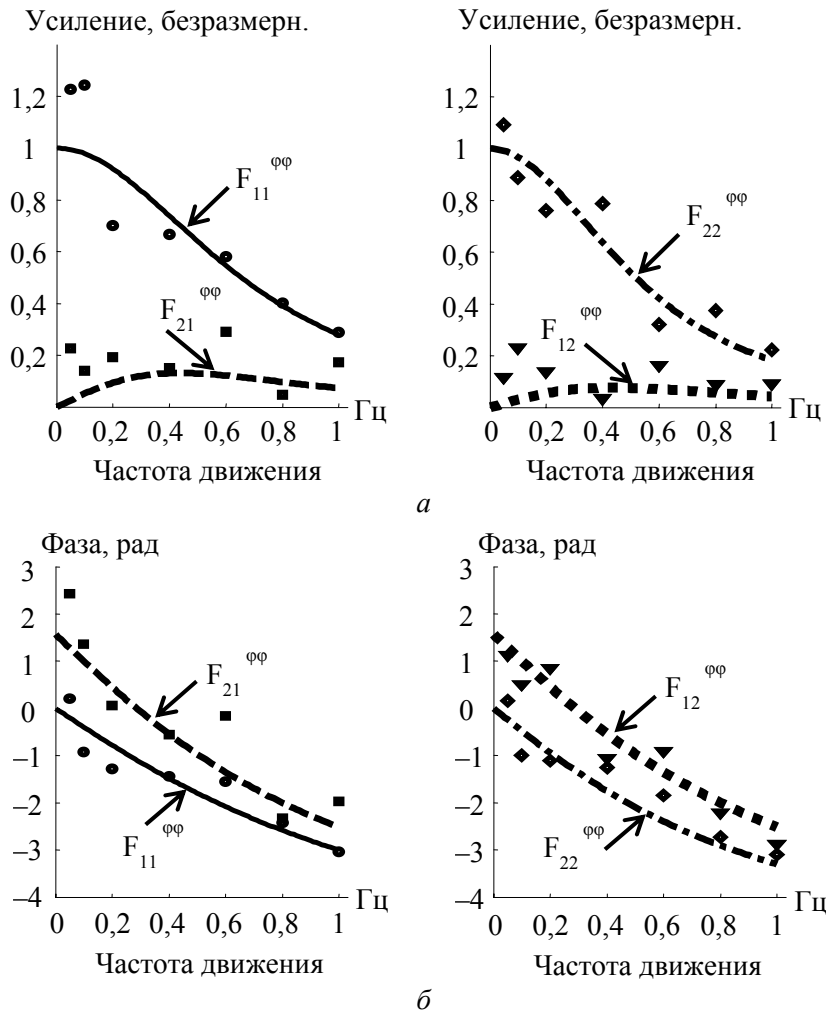 Усиление, безразмерн.
1,2
1
0,8
0,6
0,4
0,2
F11φφ
F21φφ
0 0,2 0,4 0,6 0,8 1 Гц
Частота движения
Усиление, безразмерн.
1,2
1
0,8
0,6
0,4
0,2
F22φφ
F12φφ
0 0,2 0,4 0,6 0,8 1 Гц
Частота движения
а
Фаза, рад
3
2
1
0
–1
–2
–3
–4
F21φφ
F11φφ
0 0,2 0,4 0,6 0,8 1 Гц
Частота движения
Фаза, рад
3
2
1
0
–1
–2
–3
–4
F12φφ
F22φφ
0 0,2 0,4 0,6 0,8 1 Гц
Частота движения
б